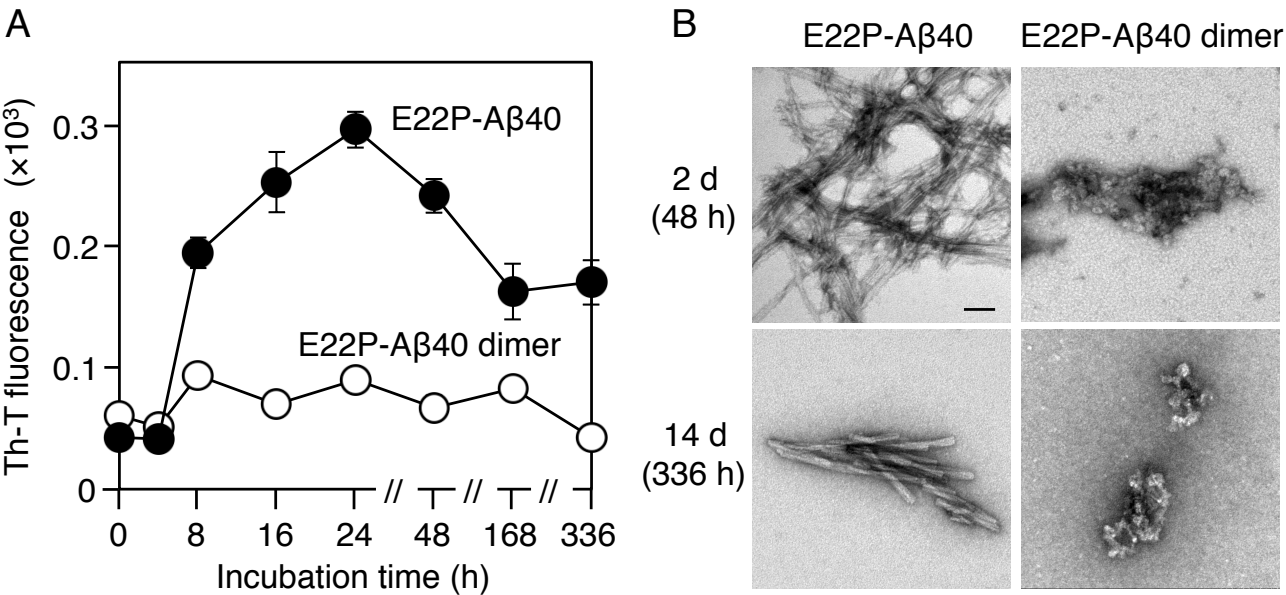 A
Th-T fluorescence (×10³)
0.3
0.2
0.1
0
E22P-Aβ40
E22P-Aβ40 dimer
0 8 16 24 48 168 336
Incubation time (h)
B
E22P-Aβ40 E22P-Aβ40 dimer
2 d
(48 h)
14 d
(336 h)